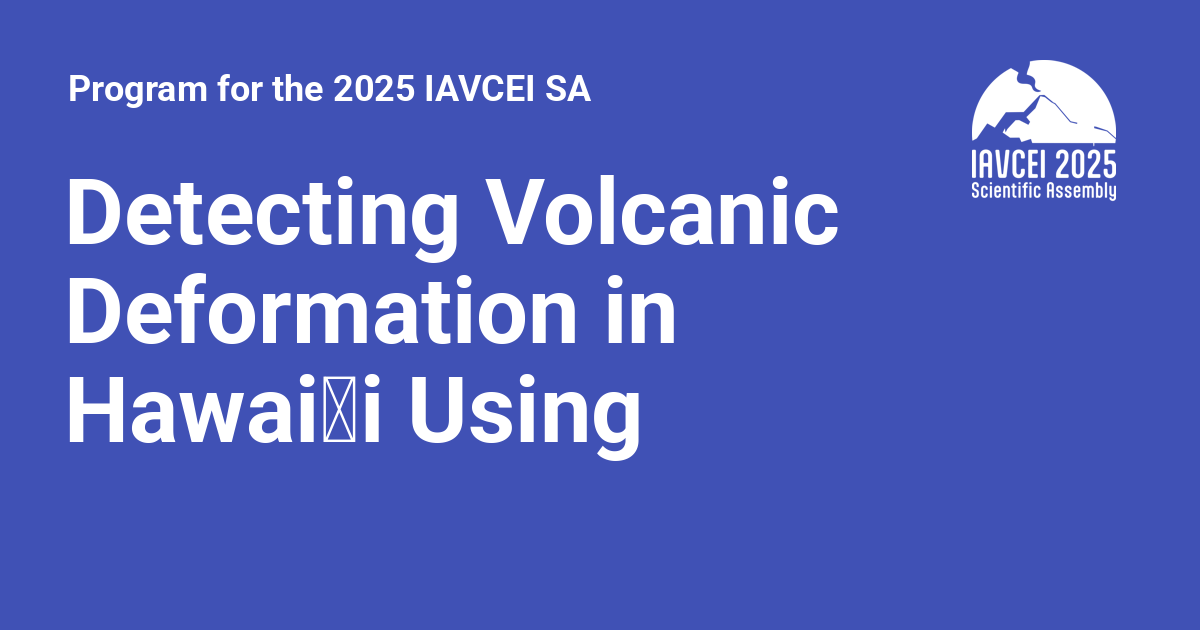 Program for the 2025 IAVCEI SA
IAVCEI 2025
Scientific Assembly
Detecting Volcanic
Deformation in
Hawai▯i Using